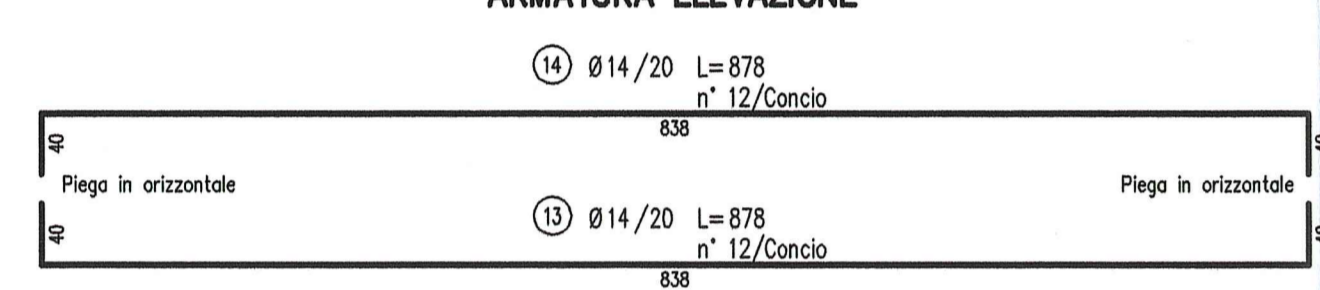 ARMATURA ELEVAZIONE
14 Ø14/20 L=878
n° 12/Concio
838
40
Piega in orizzontale
Piega in orizzontale
40
13 Ø14/20 L=878
n° 12/Concio
838